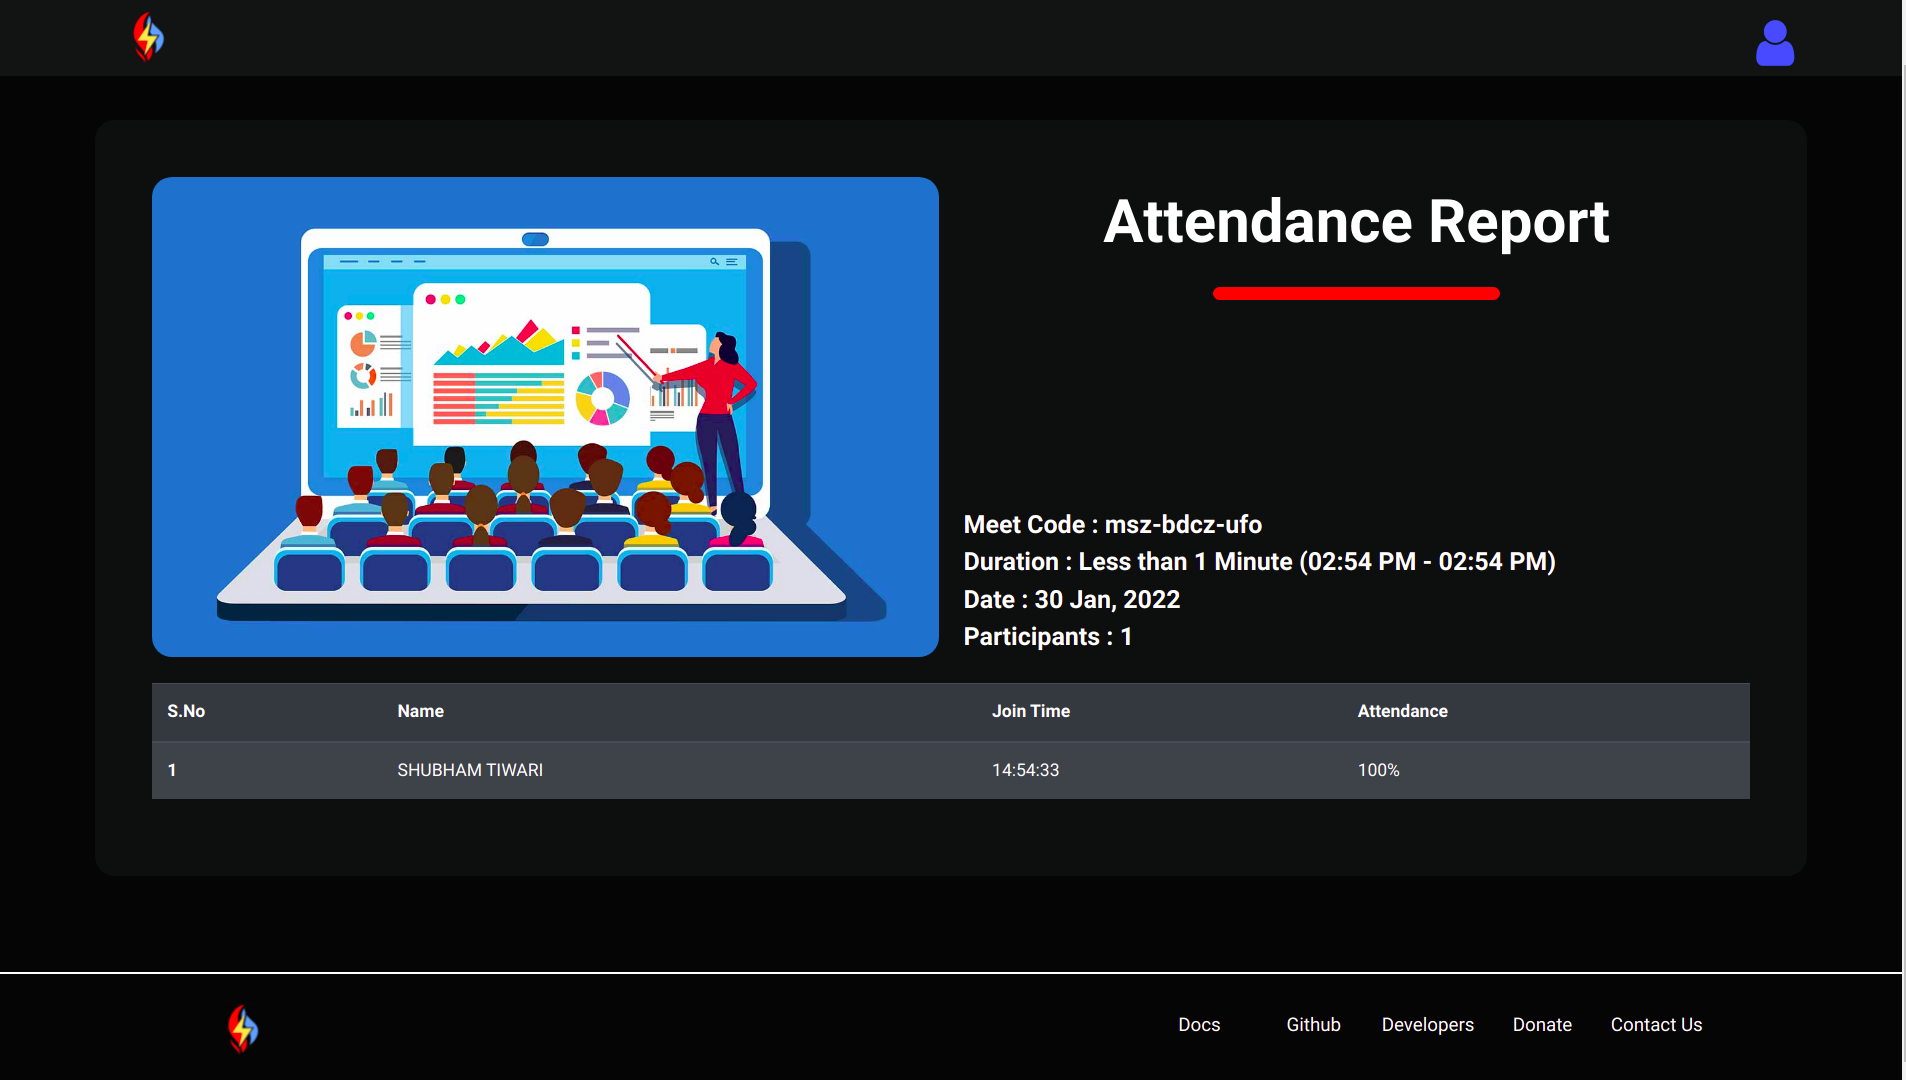 Attendance Report
Meet Code : msz-bdcz-ufo
Duration : Less than 1 Minute (02:54 PM - 02:54 PM)
Date : 30 Jan, 2022
Participants : 1
S.No Name Join Time Attendance
1 SHUBHAM TIWARI 14:54:33 100%
Docs Github Developers Donate Contact Us